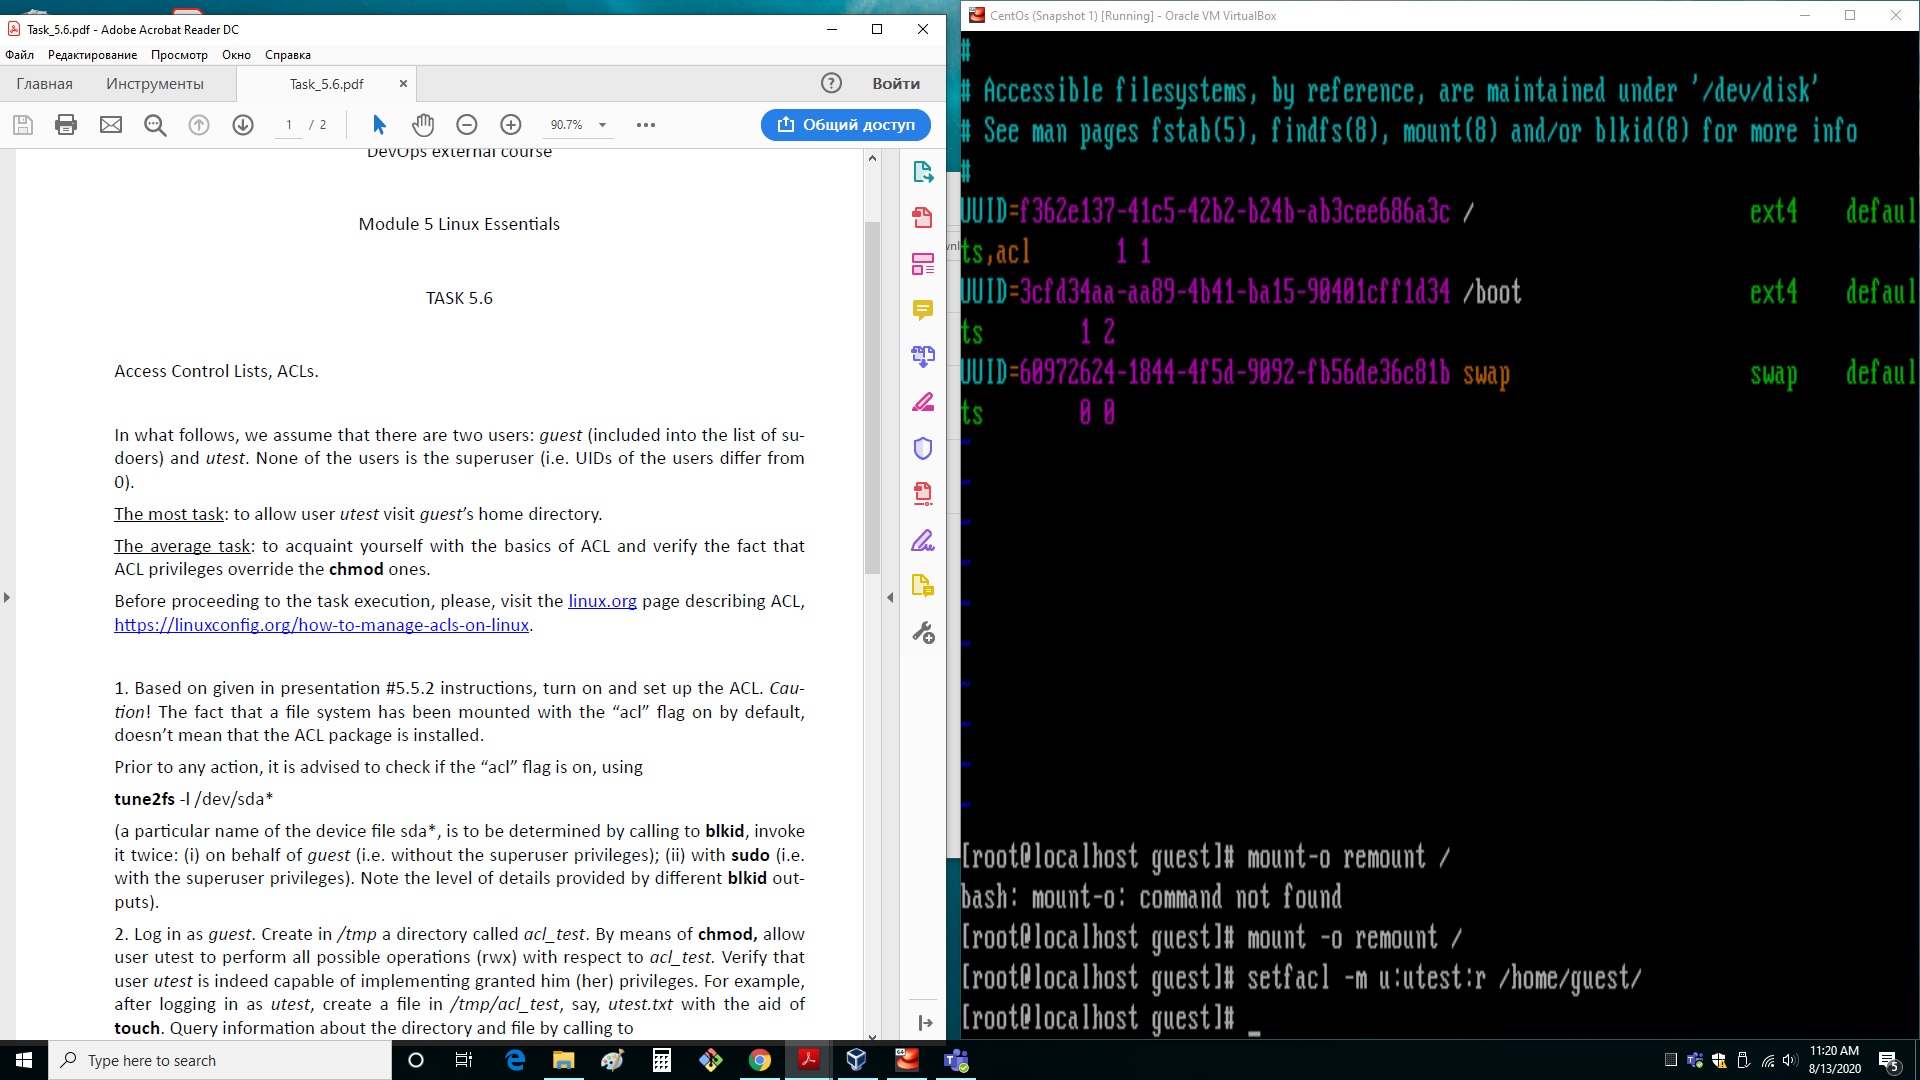 Task_5.6.pdf - Adobe Acrobat Reader DC
Файл Редактирование Просмотр Окно Справка
Главная Инструменты Task_5.6.pdf Войти
1 / 2 90.7% Общий доступ
DevOps external course
Module 5 Linux Essentials
TASK 5.6
Access Control Lists, ACLs.
In what follows, we assume that there are two users: guest (included into the list of su-
doers) and utest. None of the users is the superuser (i.e. UIDs of the users differ from
0).
The most task: to allow user utest visit guest’s home directory.
The average task: to acquaint yourself with the basics of ACL and verify the fact that
ACL privileges override the chmod ones.
Before proceeding to the task execution, please, visit the linux.org page describing ACL,
https://linuxconfig.org/how-to-manage-acls-on-linux.
1. Based on given in presentation #5.5.2 instructions, turn on and set up the ACL. Cau-
tion! The fact that a file system has been mounted with the “acl” flag on by default,
doesn’t mean that the ACL package is installed.
Prior to any action, it is advised to check if the “acl” flag is on, using
tune2fs -l /dev/sda*
(a particular name of the device file sda*, is to be determined by calling to blkid, invoke
it twice: (i) on behalf of guest (i.e. without the superuser privileges); (ii) with sudo (i.e.
with the superuser privileges). Note the level of details provided by different blkid out-
puts).
2. Log in as guest. Create in /tmp a directory called acl_test. By means of chmod, allow
user utest to perform all possible operations (rwx) with respect to acl_test. Verify that
user utest is indeed capable of implementing granted him (her) privileges. For example,
after logging in as utest, create a file in /tmp/acl_test, say, utest.txt with the aid of
touch. Query information about the directory and file by calling to
CentOs (Snapshot 1) [Running] - Oracle VM VirtualBox
#
# Accessible filesystems, by reference, are maintained under '/dev/disk'
# See man pages fstab(5), findfs(8), mount(8) and/or blkid(8) for more info
#
UUID=f362e137-41c5-42b2-b24b-ab3cee686a3c / ext4 defaul
ts,acl 1 1
UUID=3cfd34aa-aa89-4b41-ba15-90401cff1d34 /boot ext4 defaul
ts 1 2
UUID=60972624-1844-4f5d-9092-fb56de36c81b swap swap defaul
ts 0 0
~
~
~
~
~
~
~
~
~
~
[root@localhost guest]# mount-o remount /
bash: mount-o: command not found
[root@localhost guest]# mount -o remount /
[root@localhost guest]# setfacl -m u:utest:r /home/guest/
[root@localhost guest]# _
Type here to search
11:20 AM
8/13/2020
5